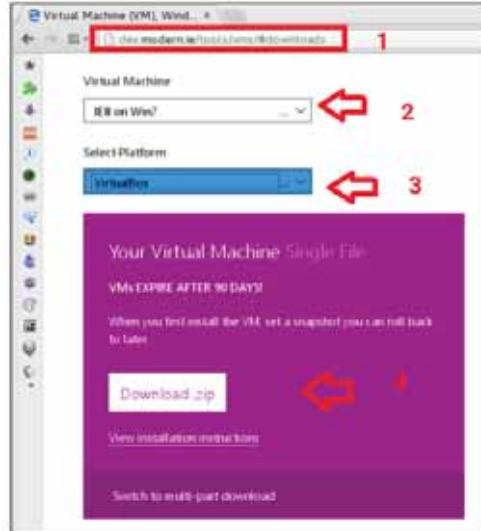 Virtual Machine (VM), Wind...
dev.modern.ie/tools/vms/#downloads
1
Virtual Machine
IE8 on Win7
2
Select Platform
VirtualBox
3
Your Virtual Machine Single File
VMs EXPIRE AFTER 90 DAYS!
When you first install the VM, set a snapshot you can roll back
to later
Download .zip
4
View installation instructions
Switch to multi-part download